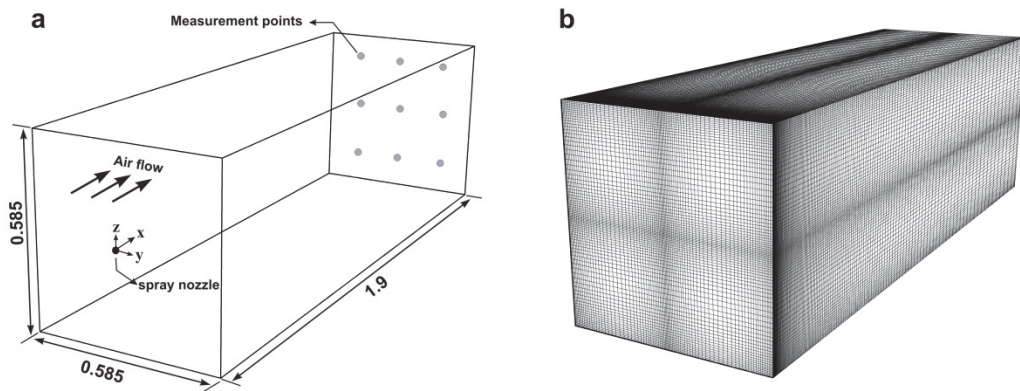 a
Measurement points
Air flow
0.585
z
x
y
spray nozzle
1.9
0.585
b